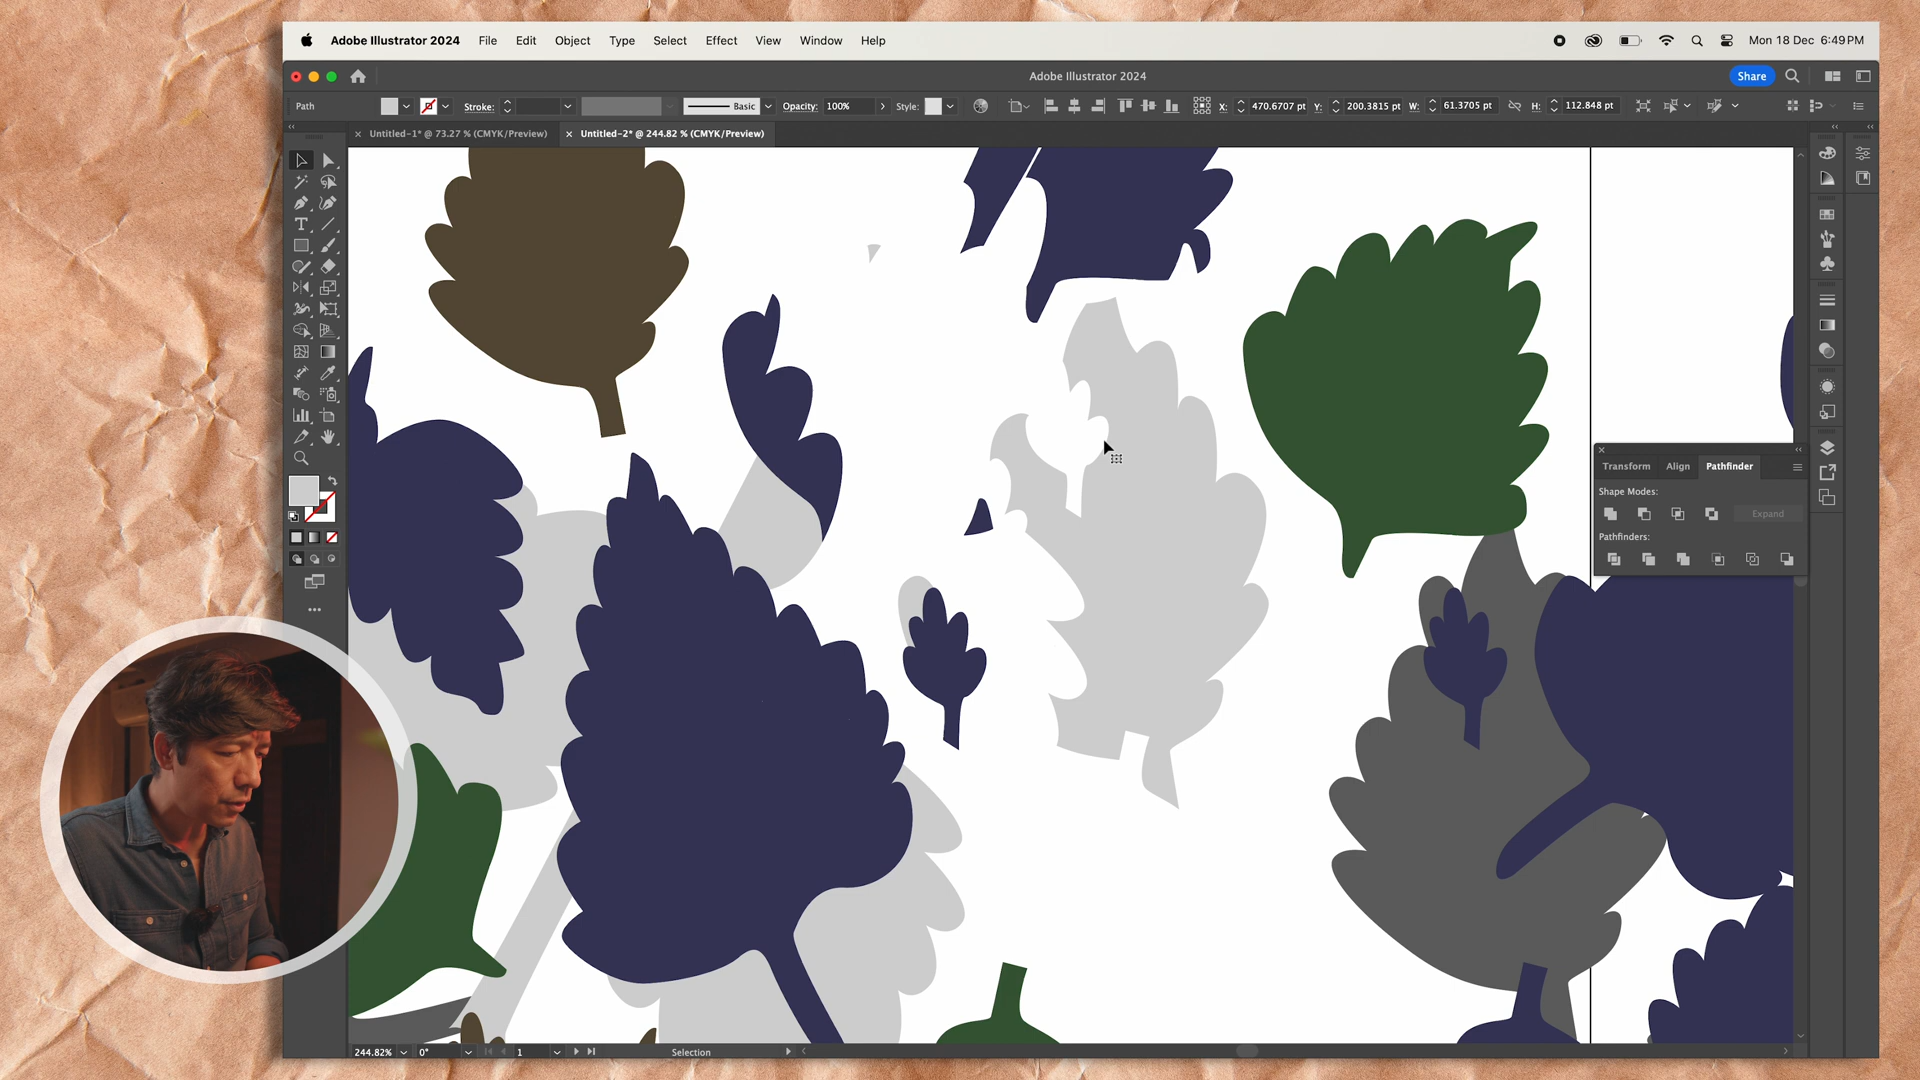 Adobe Illustrator 2024 File Edit Object Type Select Effect View Window Help Mon 18 Dec 6:49 PM
Adobe Illustrator 2024 Share
Path Stroke: Basic Opacity: 100% Style: X: 470.6707 pt Y: 200.3815 pt W: 61.3705 pt H: 112.848 pt
× Untitled-1* @ 73.27 % (CMYK/Preview) × Untitled-2* @ 244.82 % (CMYK/Preview)
Transform Align Pathfinder
Shape Modes:
Expand
Pathfinders:
244.82% 0° 1 Selection